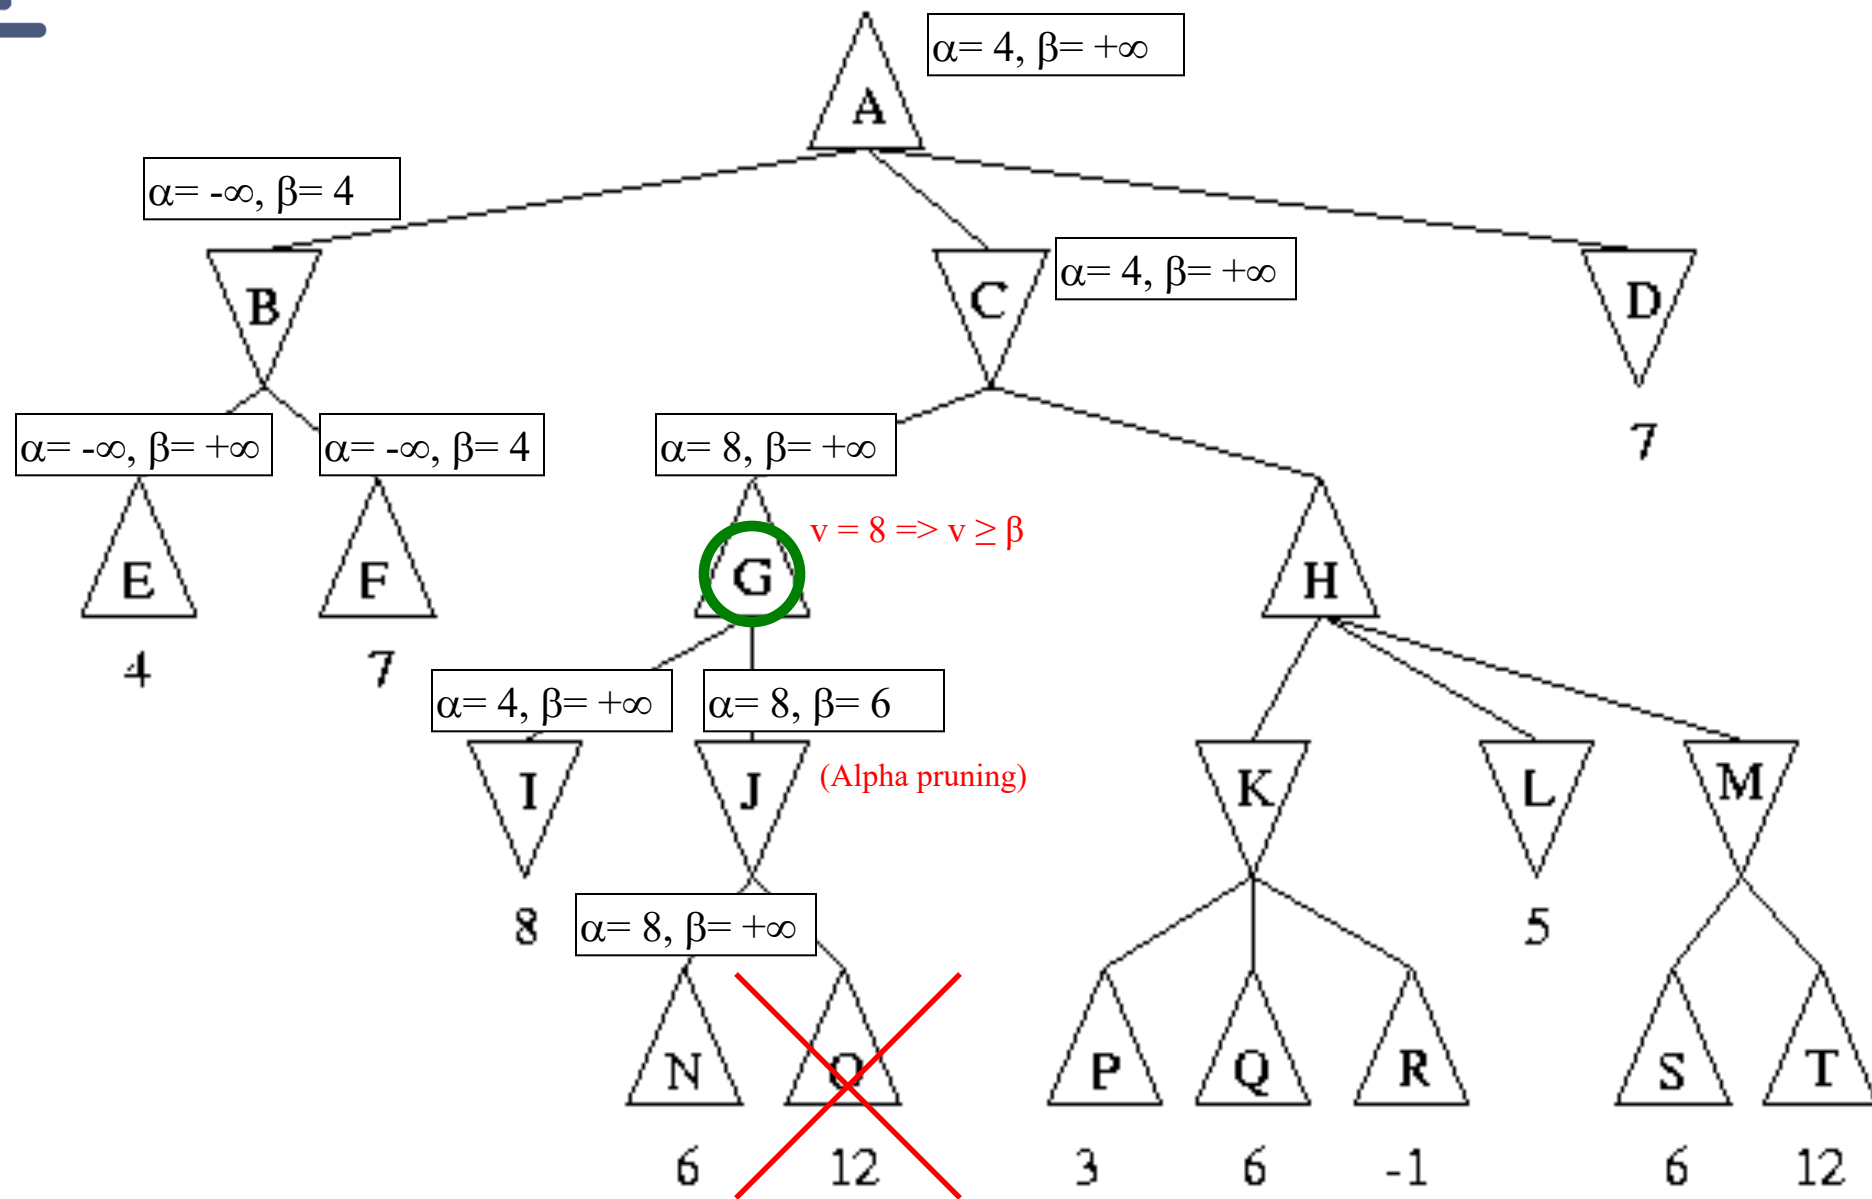 α= 4, β= +∞
A
α= -∞, β= 4
B
C
α= 4, β= +∞
D
7
α= -∞, β= +∞
α= -∞, β= 4
α= 8, β= +∞
v = 8 => v ≥ β
E
F
G
H
4
7
α= 4, β= +∞
α= 8, β= 6
(Alpha pruning)
I
J
K
L
M
8
α= 8, β= +∞
5
N
O
P
Q
R
S
T
6
12
3
6
-1
6
12